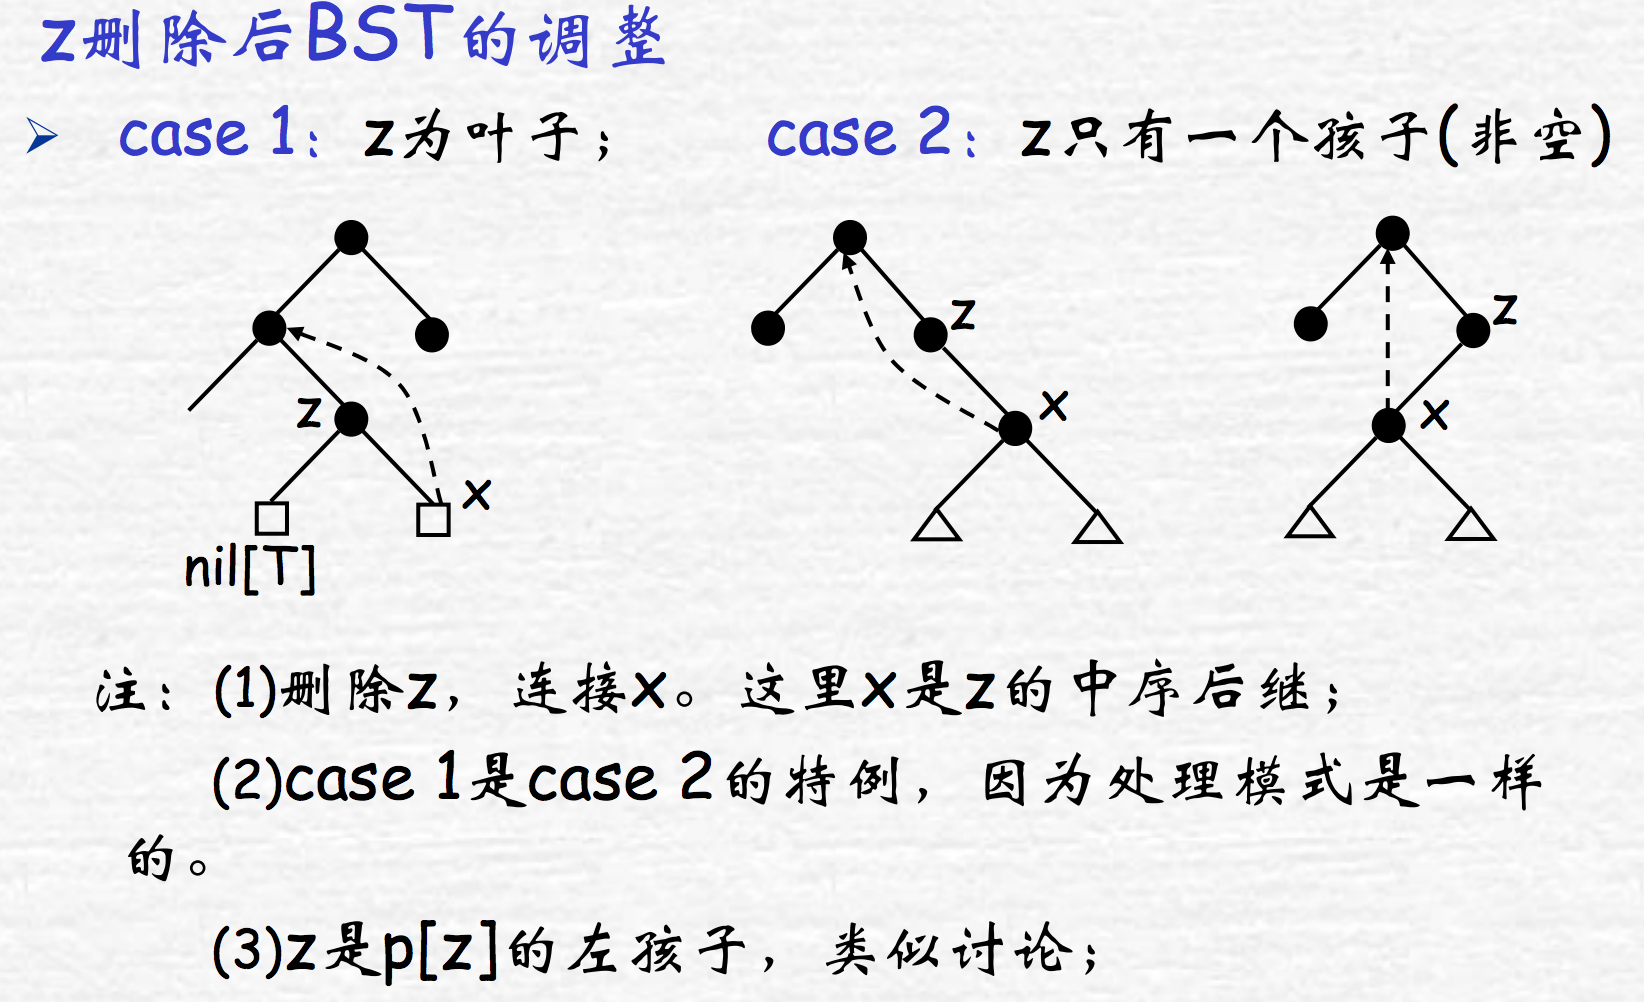 z删除后BST的调整
case 1：z为叶子；
case 2：z只有一个孩子(非空)
z
x
nil[T]
z
x
z
x
注：(1)删除z，连接x。这里x是z的中序后继；
(2)case 1是case 2的特例，因为处理模式是一样
的。
(3)z是p[z]的左孩子，类似讨论；